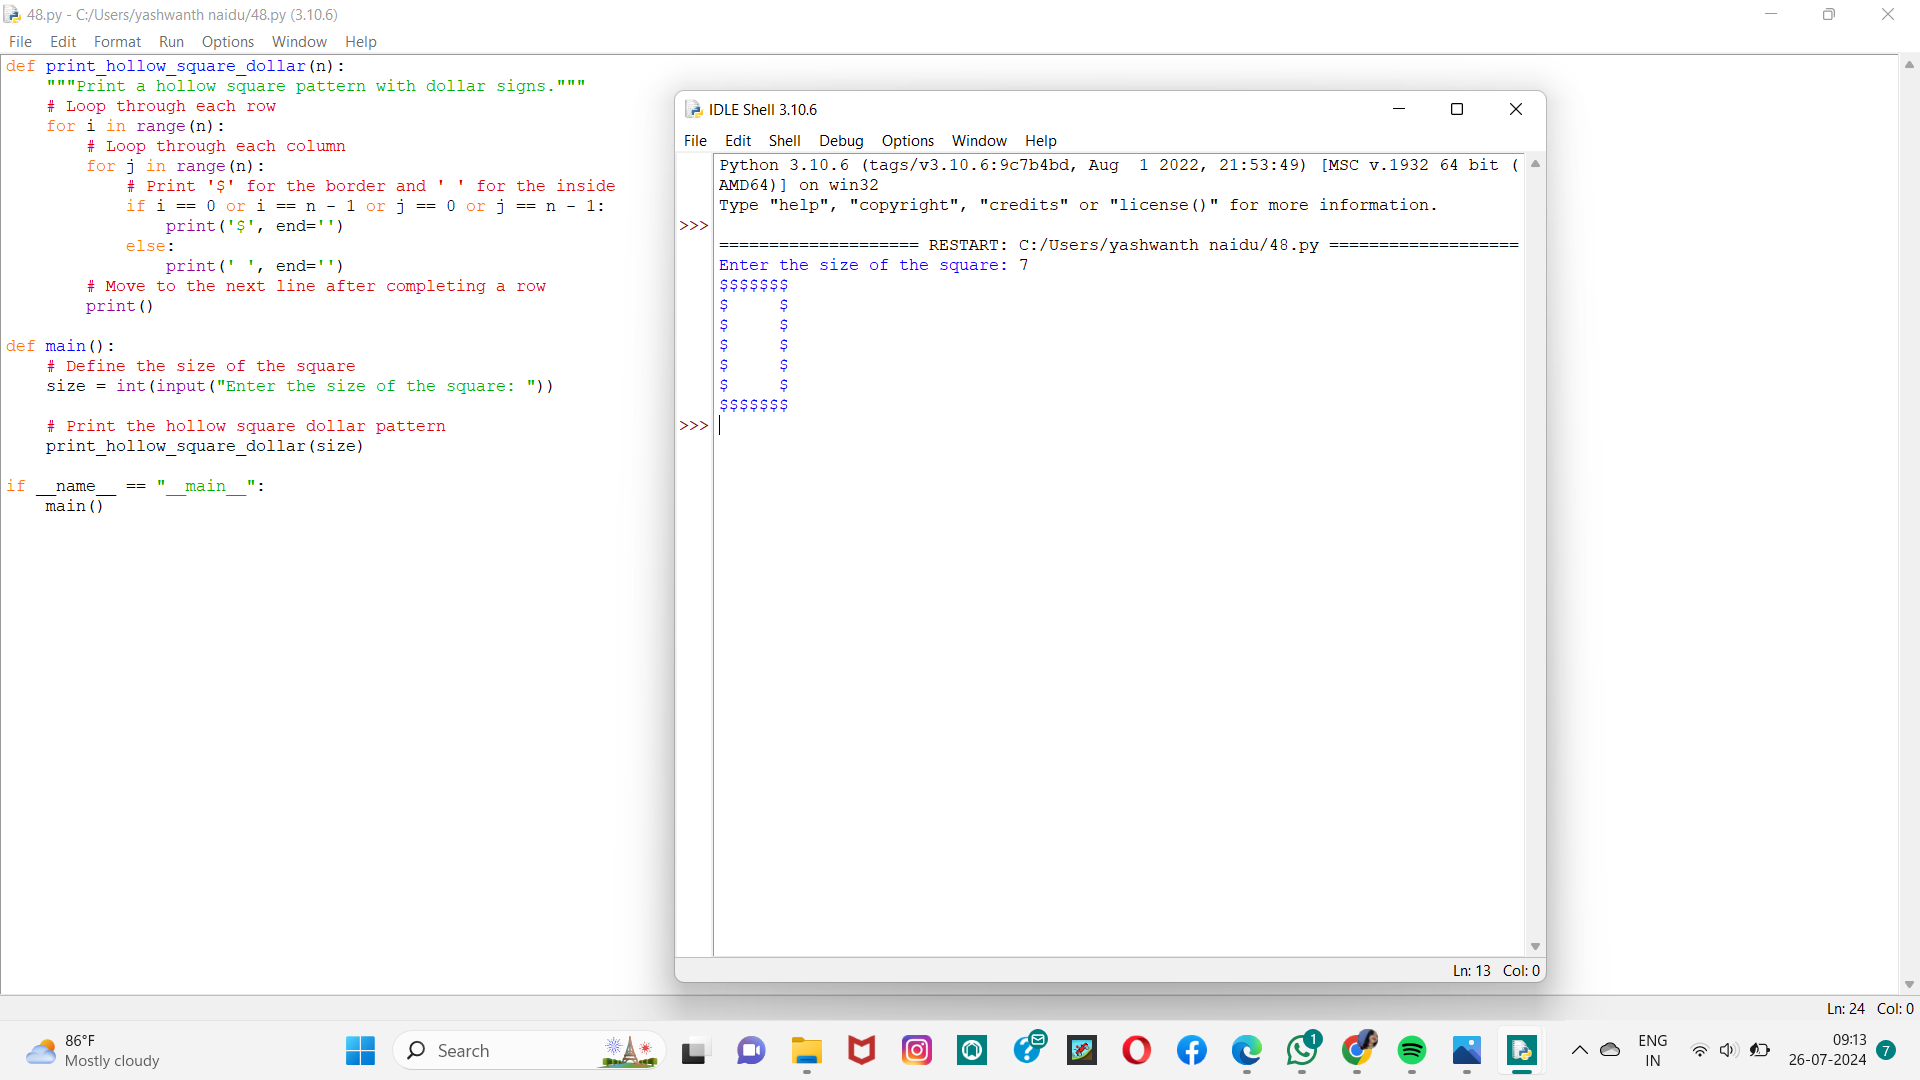 48.py - C:/Users/yashwanth naidu/48.py (3.10.6)
File Edit Format Run Options Window Help
def print_hollow_square_dollar(n):
    """Print a hollow square pattern with dollar signs."""
    # Loop through each row
    for i in range(n):
        # Loop through each column
        for j in range(n):
            # Print '$' for the border and ' ' for the inside
            if i == 0 or i == n - 1 or j == 0 or j == n - 1:
                print('$', end='')
            else:
                print(' ', end='')
        # Move to the next line after completing a row
        print()
def main():
    # Define the size of the square
    size = int(input("Enter the size of the square: "))
    # Print the hollow square dollar pattern
    print_hollow_square_dollar(size)
if __name__ == "__main__":
    main()
IDLE Shell 3.10.6
File Edit Shell Debug Options Window Help
Python 3.10.6 (tags/v3.10.6:9c7b4bd, Aug  1 2022, 21:53:49) [MSC v.1932 64 bit (
AMD64)] on win32
Type "help", "copyright", "credits" or "license()" for more information.
>>>
==================== RESTART: C:/Users/yashwanth naidu/48.py ===================
Enter the size of the square: 7
$$$$$$$
$     $
$     $
$     $
$     $
$     $
$$$$$$$
>>>
Ln: 13 Col: 0
Ln: 24 Col: 0
86°F
Mostly cloudy
Search
1
ENG
IN
09:13
26-07-2024
7